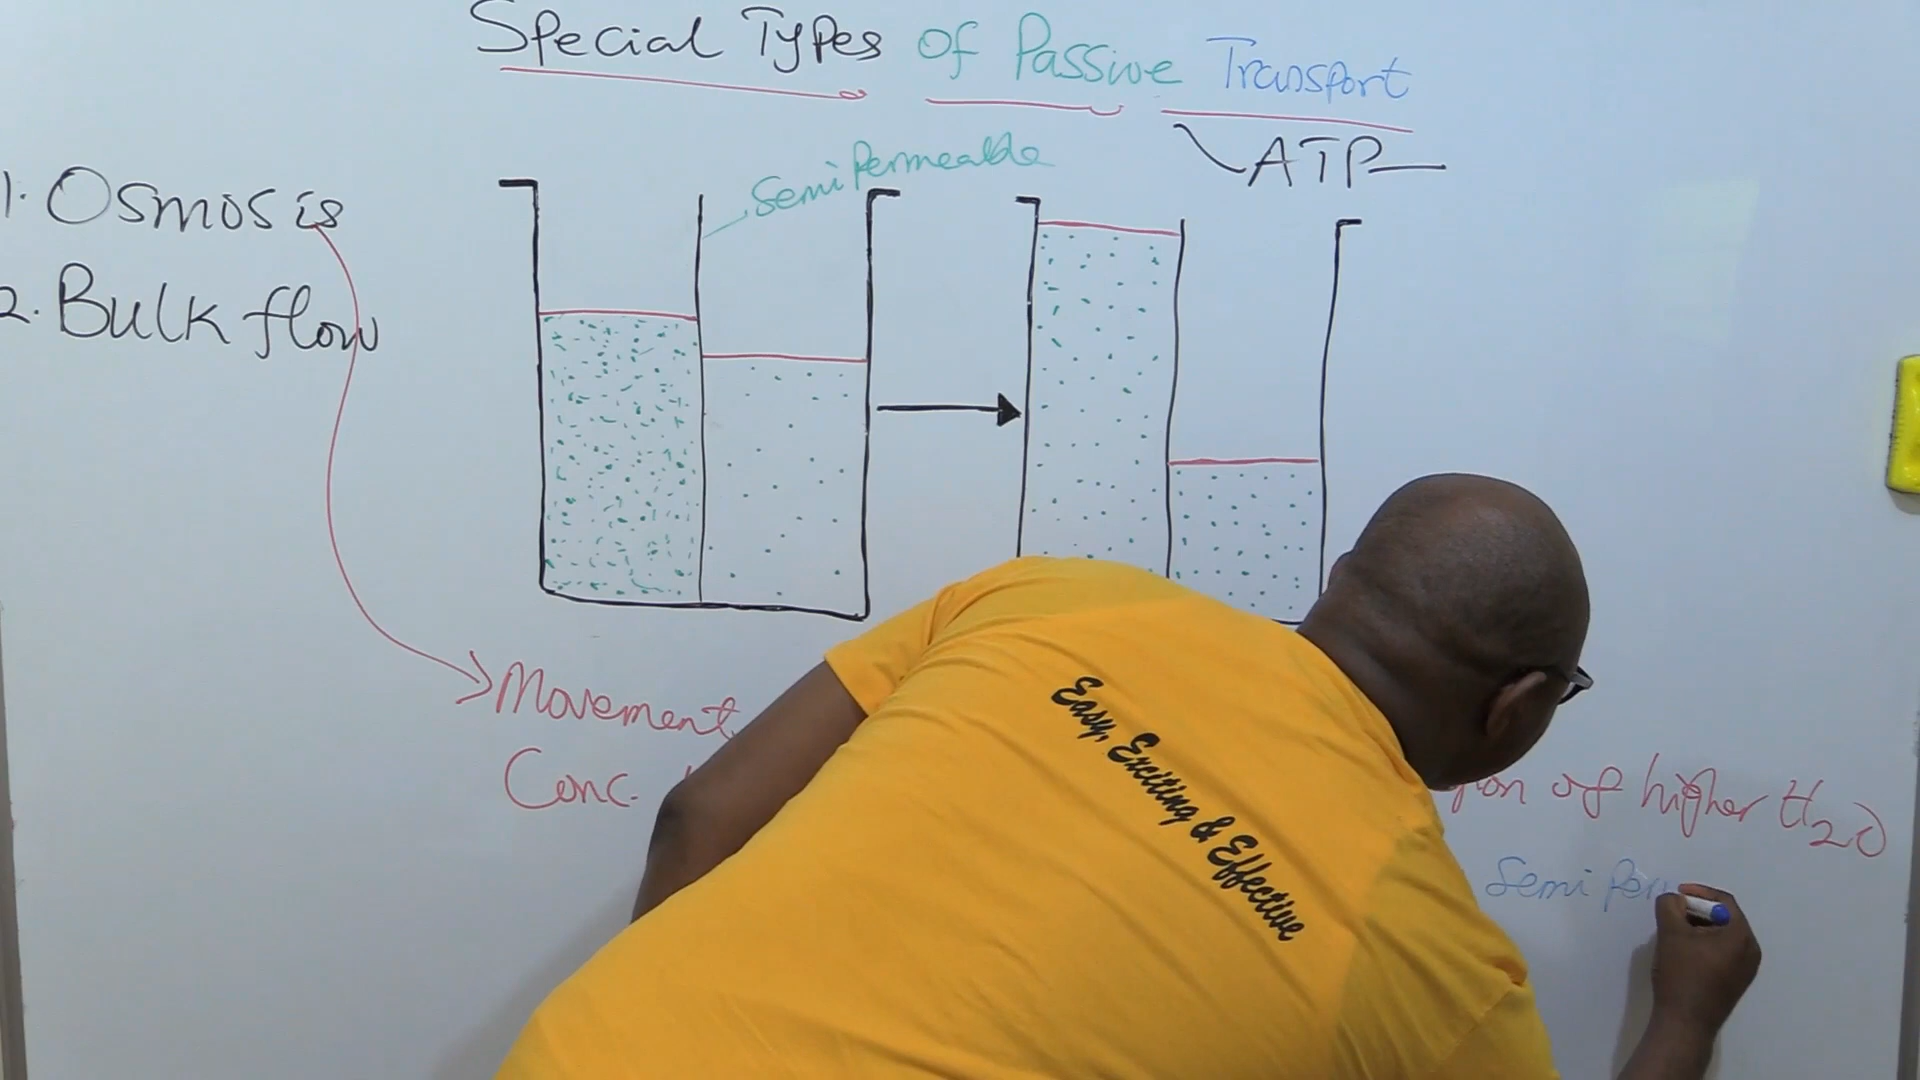 Special Types of Passive Transport
ATP
Semi Permeable
1. Osmosis
2. Bulk flow
Movement
Conc.
of higher H2O
Semi Per
Easy, Exciting & Effective